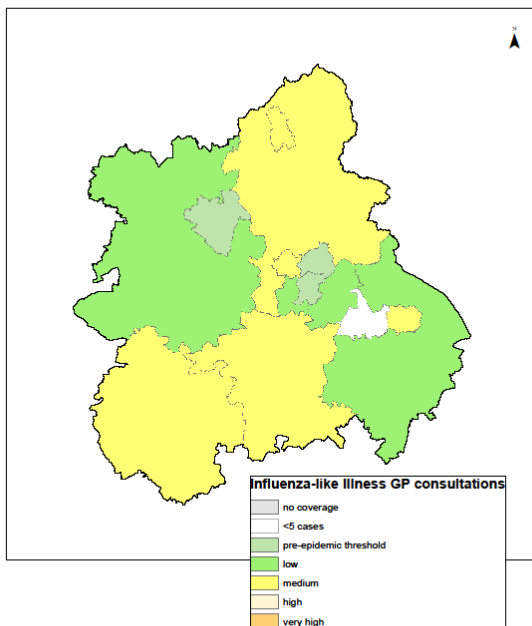 Influenza-like Illness GP consultations
no coverage
<5 cases
pre-epidemic threshold
low
medium
high
very high